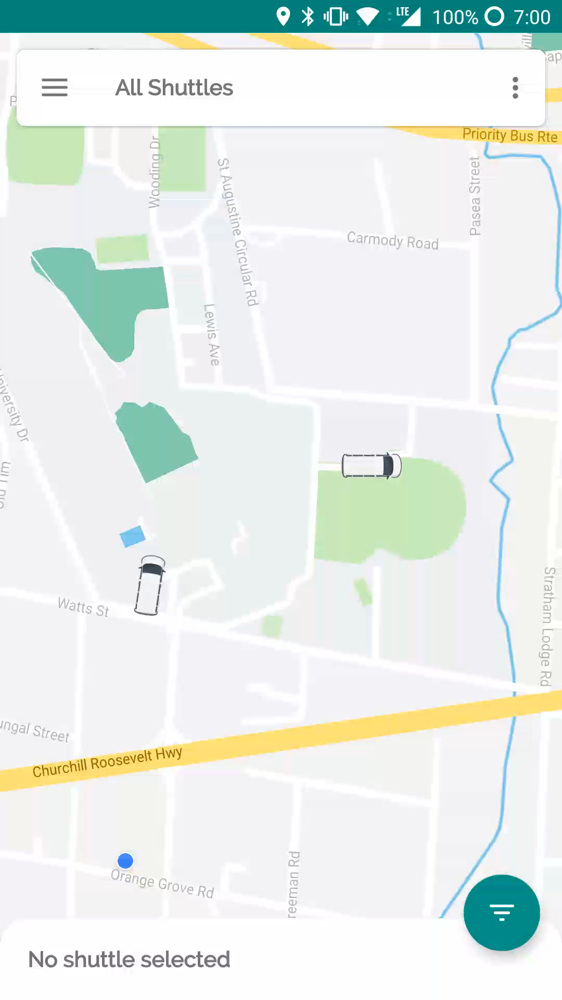 LTE 100% 7:00
All Shuttles
Priority Bus Rte
Wooding Dr
St Augustine Circular Rd
Pasea Street
Carmody Road
Lewis Ave
University Dr
Watts St
Stratham Lodge Rd
ungal Street
Churchill Roosevelt Hwy
Orange Grove Rd
reeman Rd
No shuttle selected